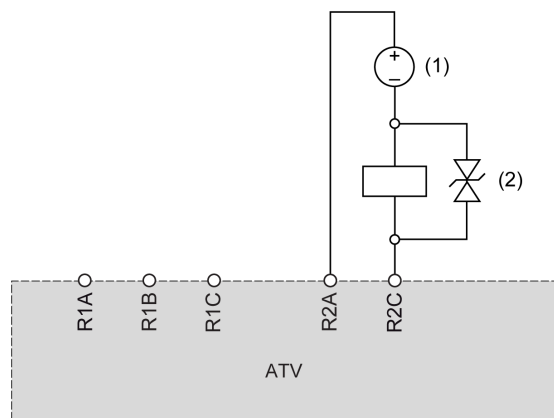 +
(1)
−
(2)
R1A
R1B
R1C
R2A
R2C
ATV